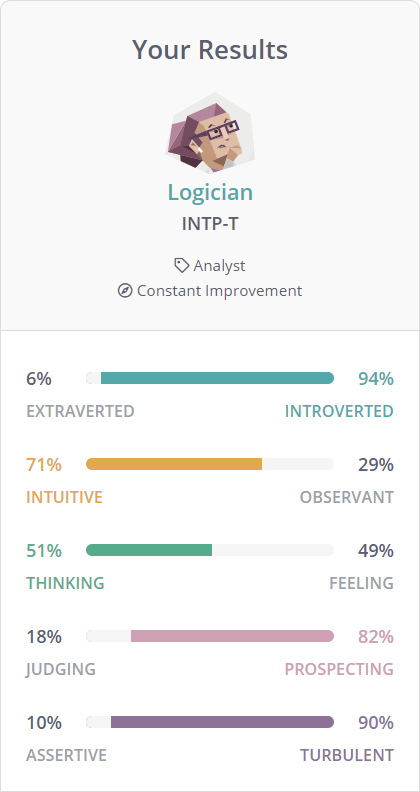 Your Results
Logician
INTP-T
Analyst
Constant Improvement
6% 94%
EXTRAVERTED INTROVERTED
71% 29%
INTUITIVE OBSERVANT
51% 49%
THINKING FEELING
18% 82%
JUDGING PROSPECTING
10% 90%
ASSERTIVE TURBULENT